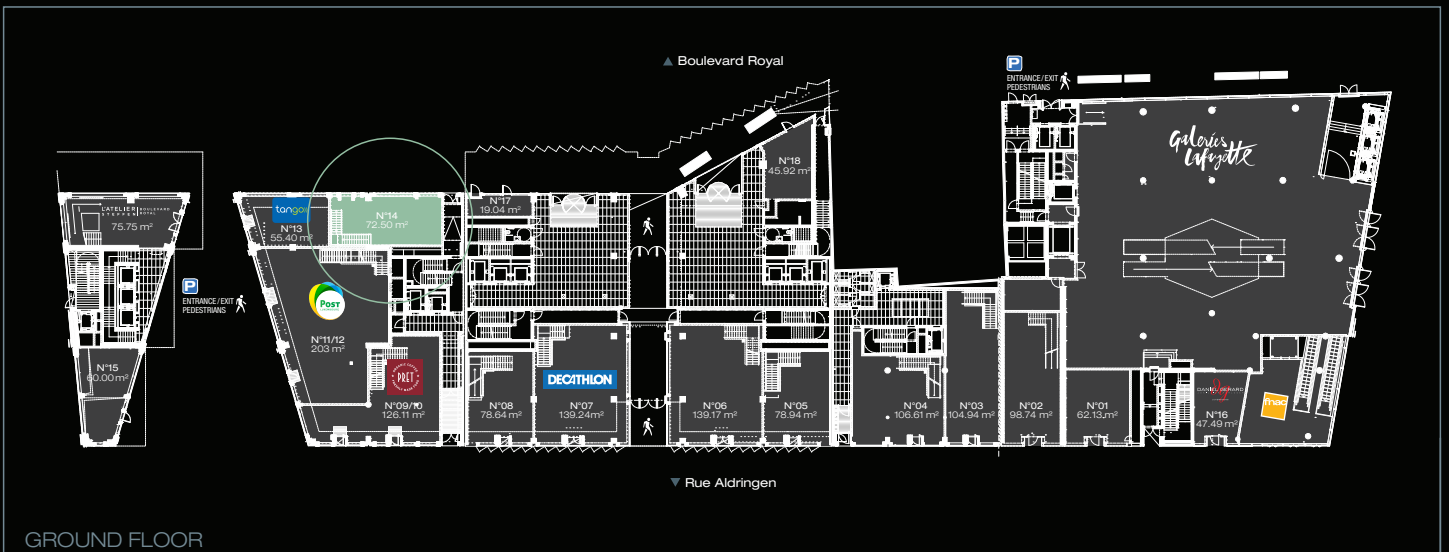 ▲ Boulevard Royal
P
ENTRANCE/EXIT
PEDESTRIANS
Galeries
Lafayette
N°18
45.92 m²
L'ATELIER
STEFFEN
BOULEVARD
ROYAL
75.75 m²
tango
N°13
55.40 m²
N°14
72.50 m²
N°17
19.04 m²
P
ENTRANCE/EXIT
PEDESTRIANS
POST
N°11/12
203 m²
N°15
60.00 m²
PRET
N°09/10
126.11 m²
N°08
78.64 m²
DECATHLON
N°07
139.24 m²
N°06
139.17 m²
N°05
78.94 m²
N°04
106.61 m²
N°03
104.94 m²
N°02
98.74 m²
N°01
62.13 m²
N°16
47.49 m²
fnac
▼ Rue Aldringen
GROUND FLOOR